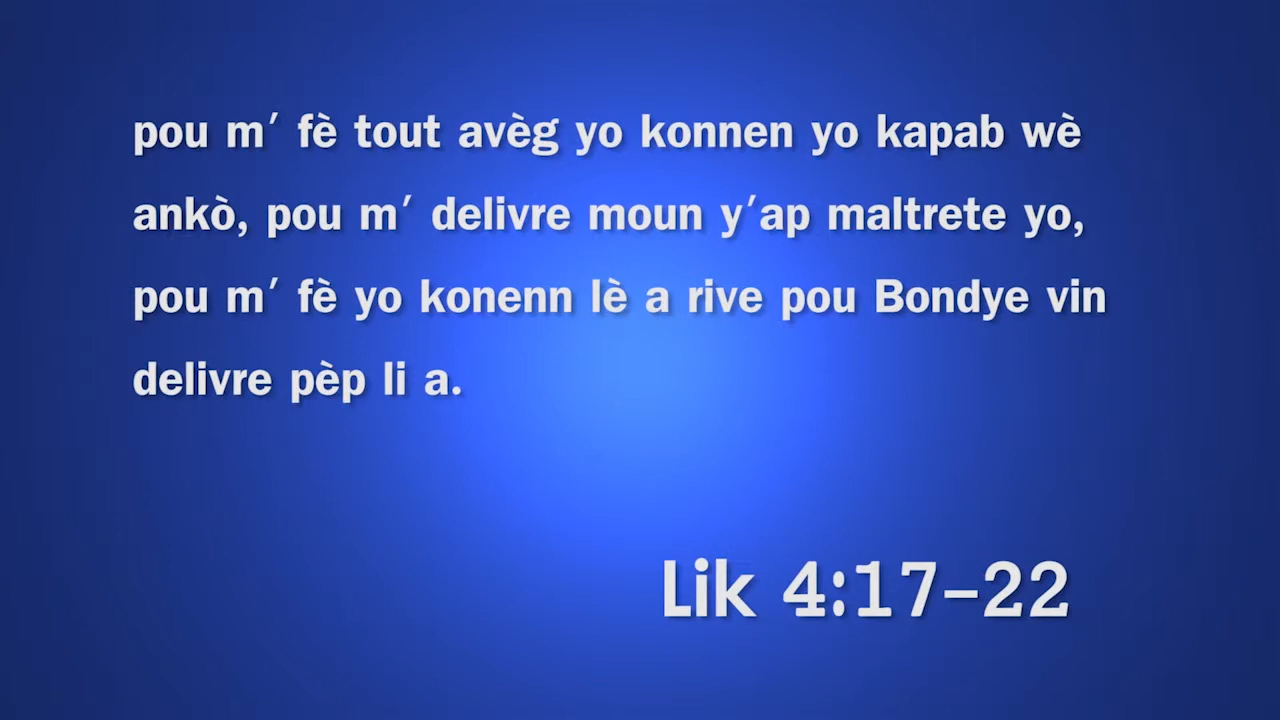 pou m′ fè tout avèg yo konnen yo kapab wè
ankò, pou m′ delivre moun y′ap maltrete yo,
pou m′ fè yo konenn lè a rive pou Bondye vin
delivre pèp li a.
Lik 4:17–22